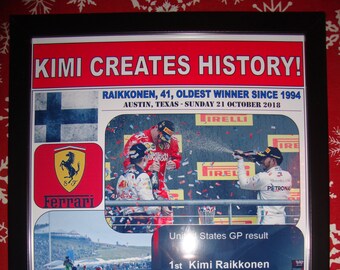 KIMI CREATES HISTORY!
RAIKKONEN, 41, OLDEST WINNER SINCE 1994
AUSTIN, TEXAS - SUNDAY 21 OCTOBER 2018
PIRELLI
PIRELLI
PETRONAS
Ferrari
United States GP result
1st Kimi Raikkonen